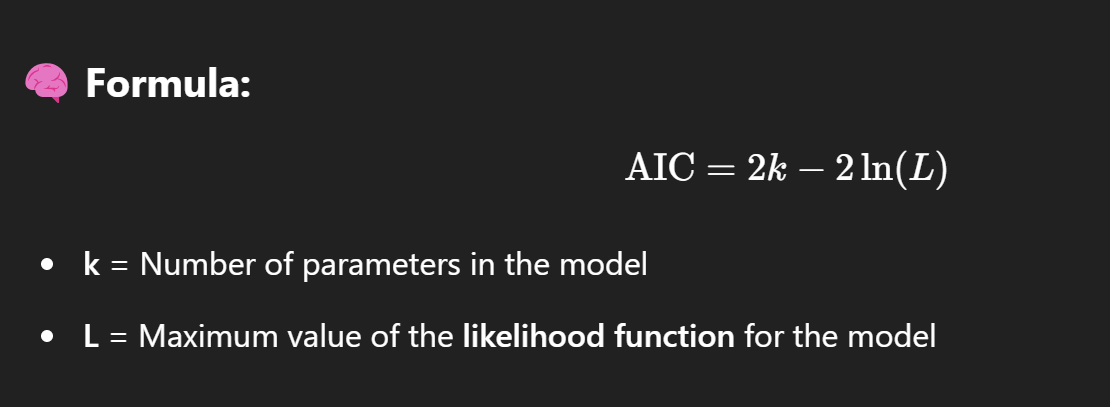 🧠 Formula:
AIC = 2k − 2 ln(L)
• k = Number of parameters in the model
• L = Maximum value of the likelihood function for the model